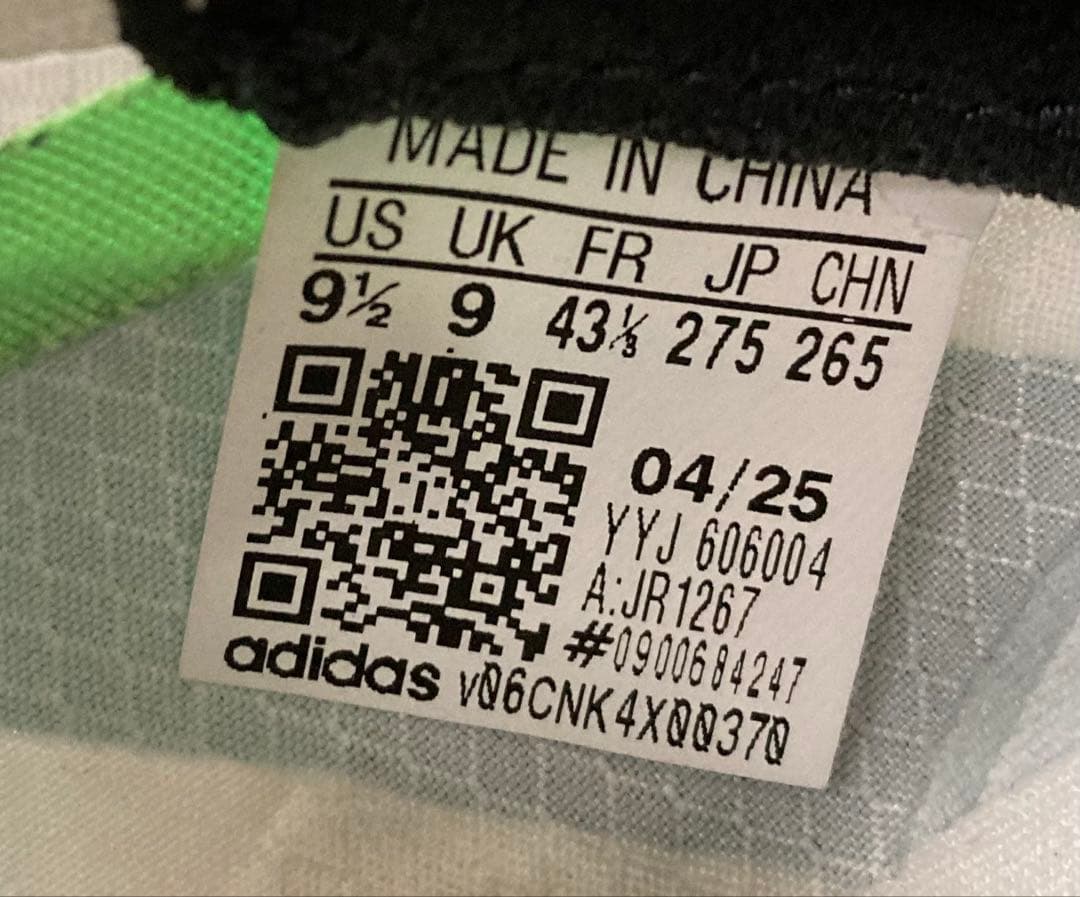 MADE IN CHINA
US UK FR JP CHN
9½ 9 43⅓ 275 265
04/25
YYJ 606004
A:JR1267
#0900684247
adidas v06CNK4X00370